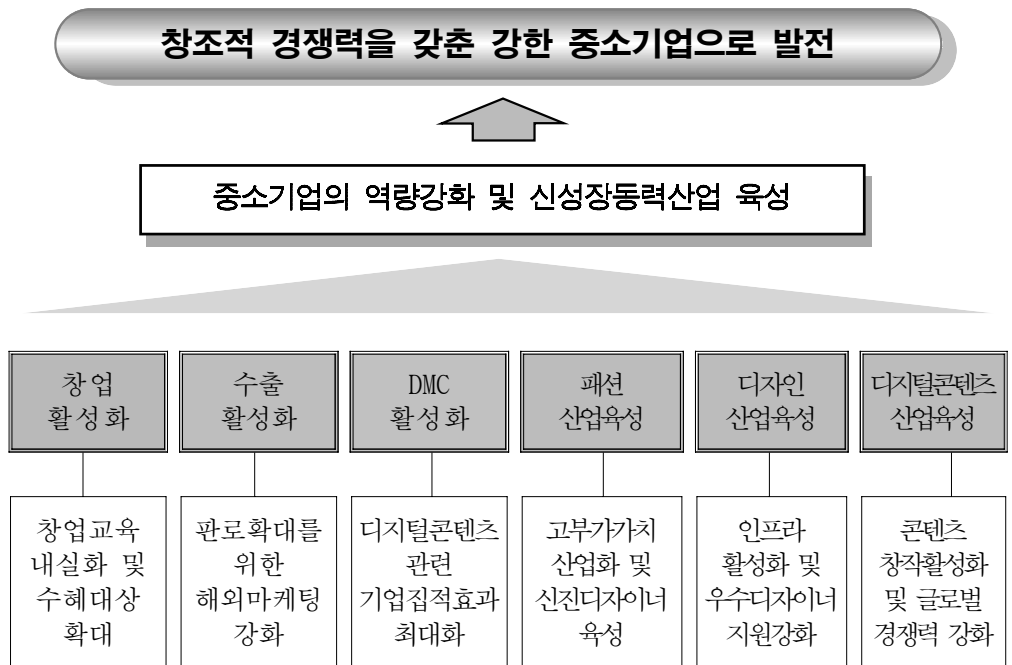 창조적 경쟁력을 갖춘 강한 중소기업으로 발전
중소기업의 역량강화 및 신성장동력산업 육성
창업
활성화
수출
활성화
DMC
활성화
패션
산업육성
디자인
산업육성
디지털콘텐츠
산업육성
창업교육
내실화 및
수혜대상
확대
판로확대를
위한
해외마케팅
강화
디지털콘텐츠
관련
기업집적효과
최대화
고부가가치
산업화 및
신진디자이너
육성
인프라
활성화 및
우수디자이너
지원강화
콘텐츠
창작활성화
및 글로벌
경쟁력 강화